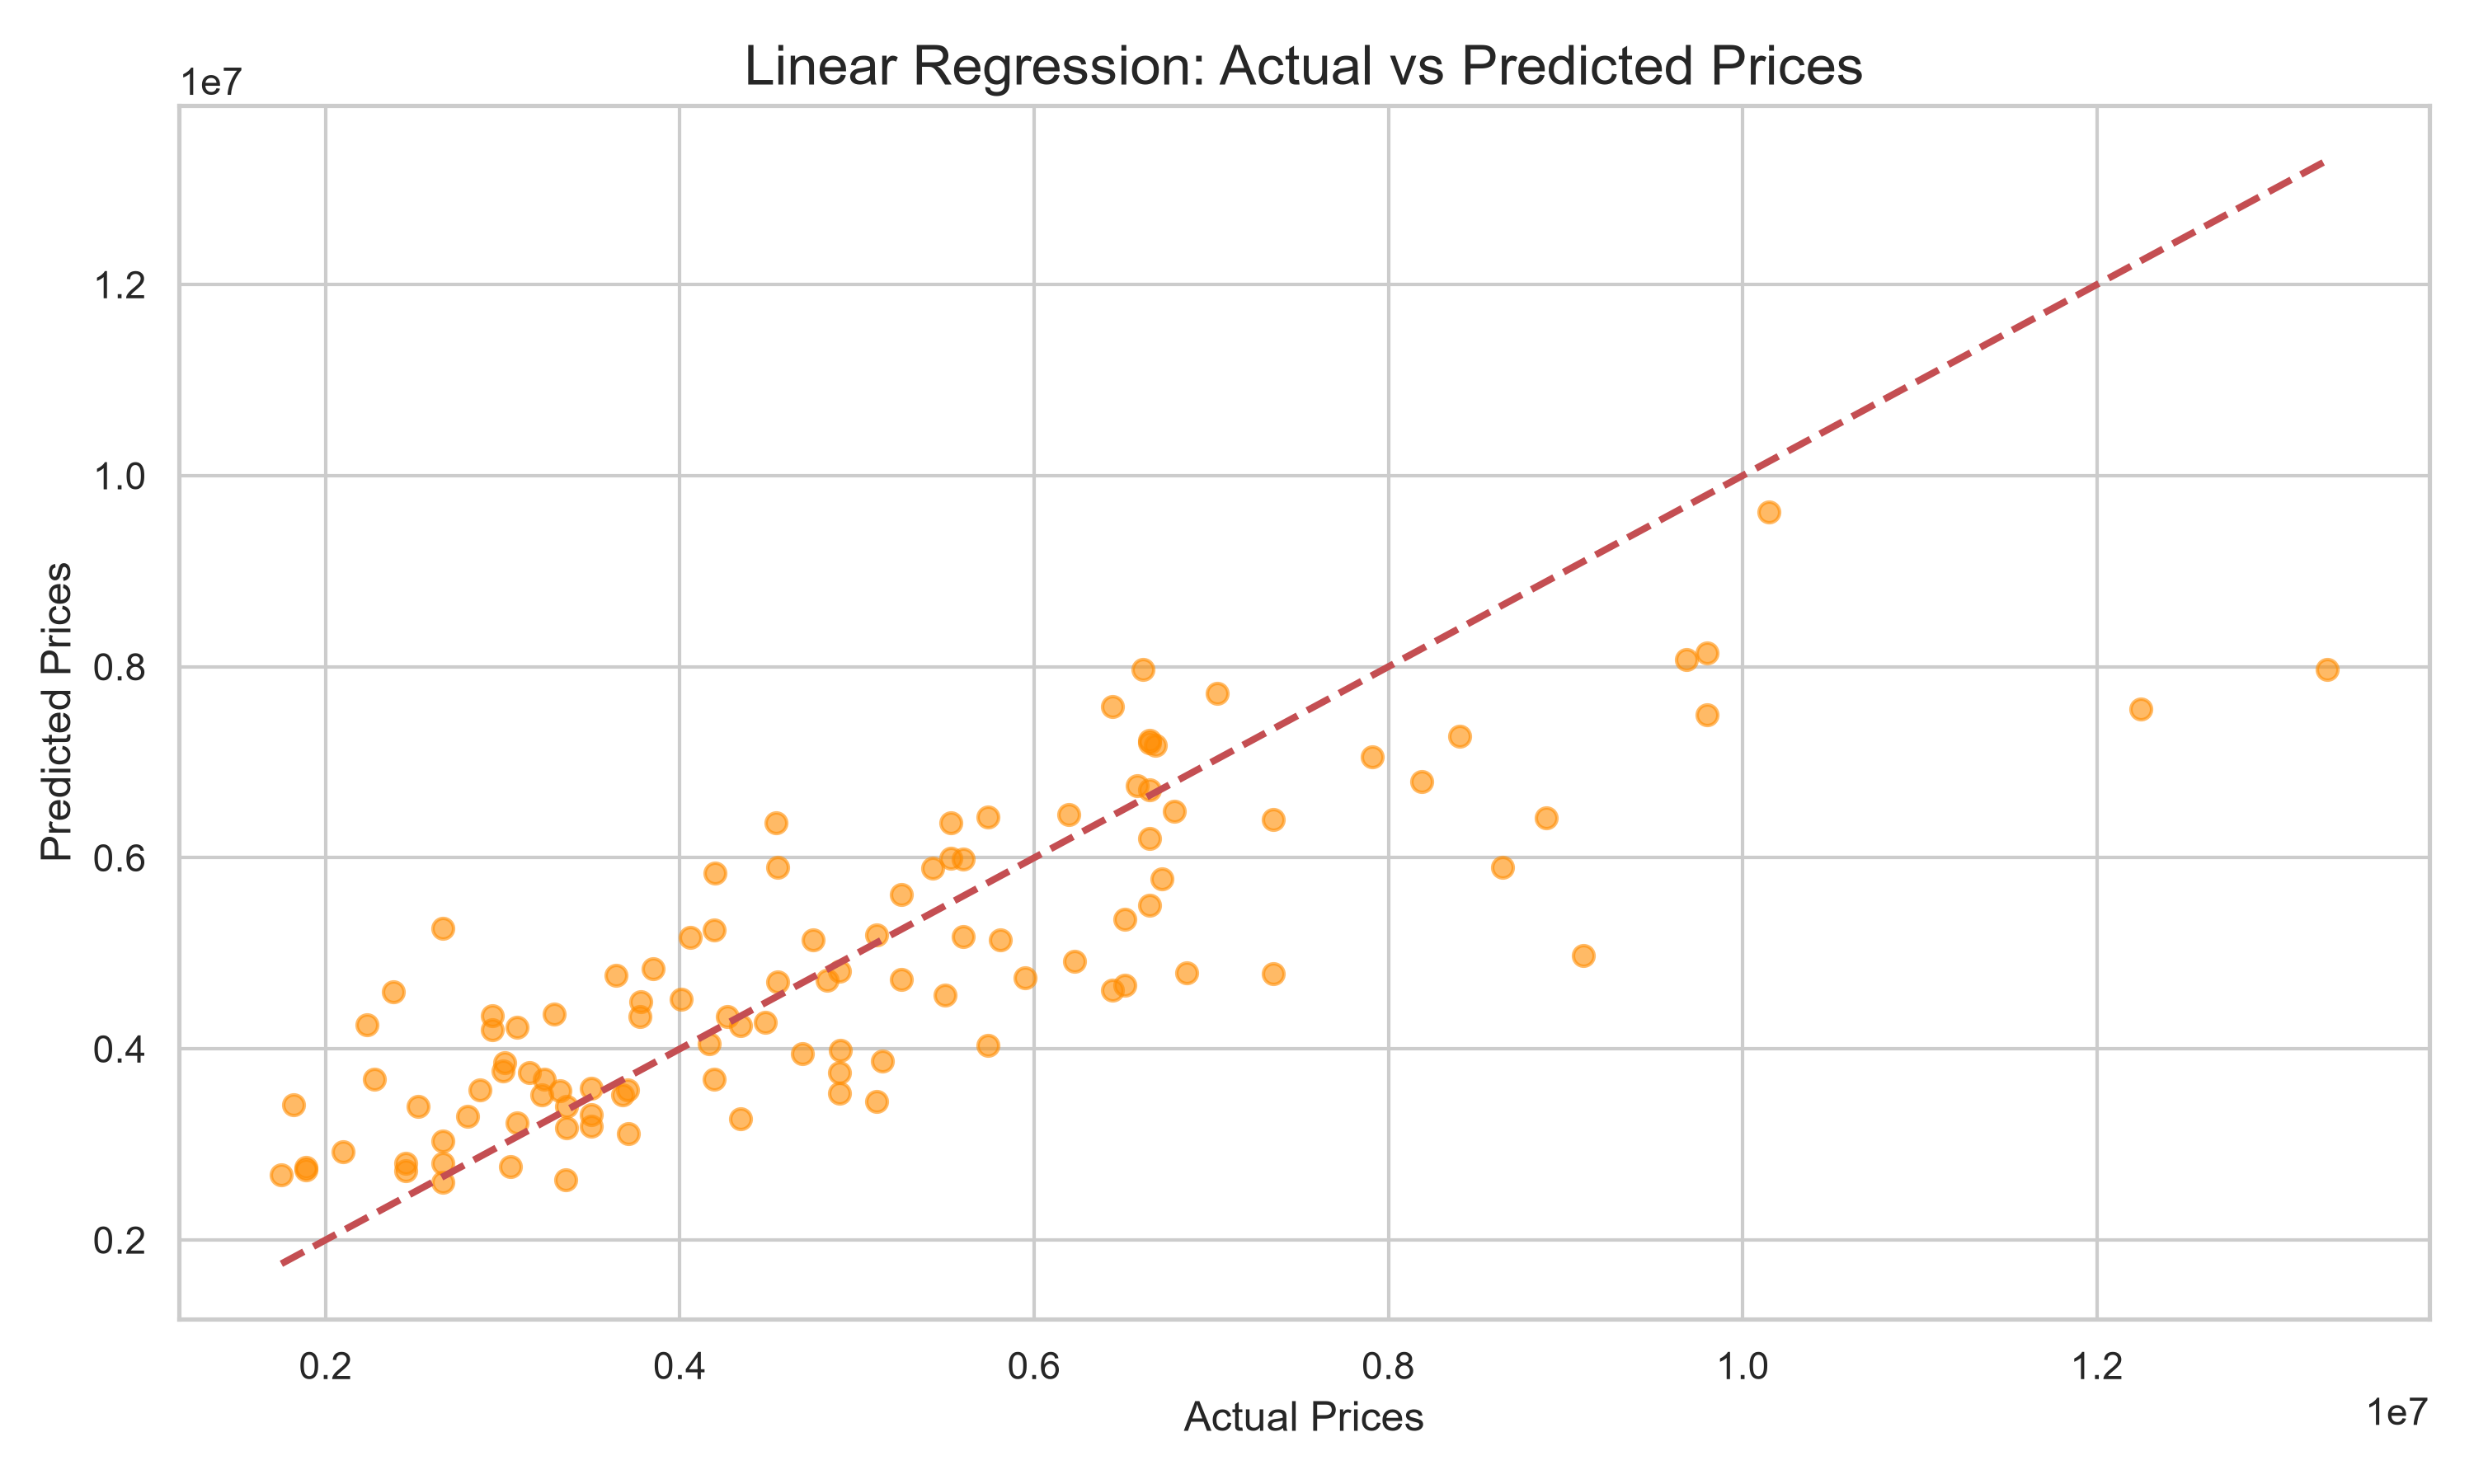 Linear Regression: Actual vs Predicted Prices
1e7
1.2
1.0
0.8
0.6
0.4
0.2
Predicted Prices
0.2 0.4 0.6 0.8 1.0 1.2
Actual Prices
1e7